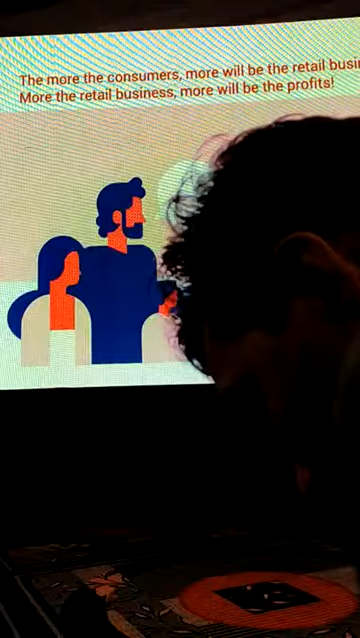 The more the consumers, more will be the retail busi
More the retail business, more will be the profits!